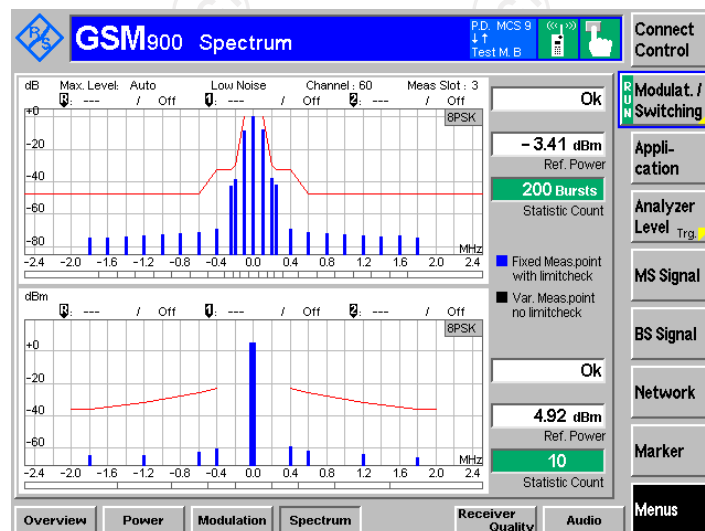 R&S
GSM900 Spectrum
P.D. MCS 9
Test M. B
Connect Control
dB Max. Level: Auto Low Noise Channel : 60 Meas Slot : 3
R: --- / Off 1: --- / Off 2: --- / Off
8PSK
+0
-20
-40
-60
-80
MHz
-2.4 -2.0 -1.6 -1.2 -0.8 -0.4 0.0 0.4 0.8 1.2 1.6 2.0 2.4
Ok
-3.41 dBm
Ref. Power
200 Bursts
Statistic Count
Fixed Meas.point
with limitcheck
Var. Meas.point
no limitcheck
dBm
R: --- / Off 1: --- / Off 2: --- / Off
8PSK
+0
-20
-40
-60
MHz
-2.4 -2.0 -1.6 -1.2 -0.8 -0.4 0.0 0.4 0.8 1.2 1.6 2.0 2.4
Ok
4.92 dBm
Ref. Power
10
Statistic Count
RUN
Modulat. /
Switching
Appli-
cation
Analyzer
Level Trg.
MS Signal
BS Signal
Network
Marker
Menus
Overview Power Modulation Spectrum Receiver Quality Audio